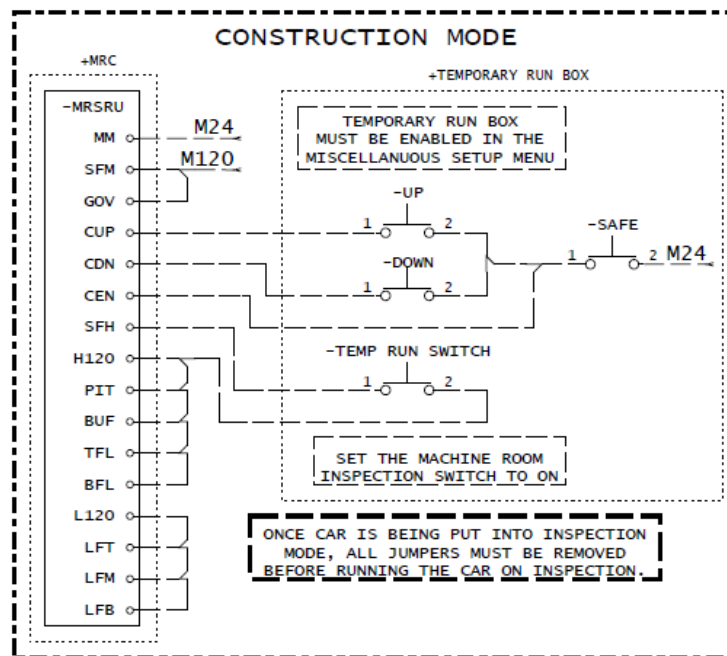 CONSTRUCTION MODE
+MRC
+TEMPORARY RUN BOX
-MRSRU
MM
M24
SFM
M120
GOV
TEMPORARY RUN BOX
MUST BE ENABLED IN THE
MISCELLANUOUS SETUP MENU
CUP
1
-UP
2
CDN
-DOWN
1 2
1
-SAFE
2
M24
CEN
SFH
-TEMP RUN SWITCH
1 2
H120
PIT
BUF
TFL
BFL
SET THE MACHINE ROOM
INSPECTION SWITCH TO ON
L120
LFT
LFM
LFB
ONCE CAR IS BEING PUT INTO INSPECTION
MODE, ALL JUMPERS MUST BE REMOVED
BEFORE RUNNING THE CAR ON INSPECTION.